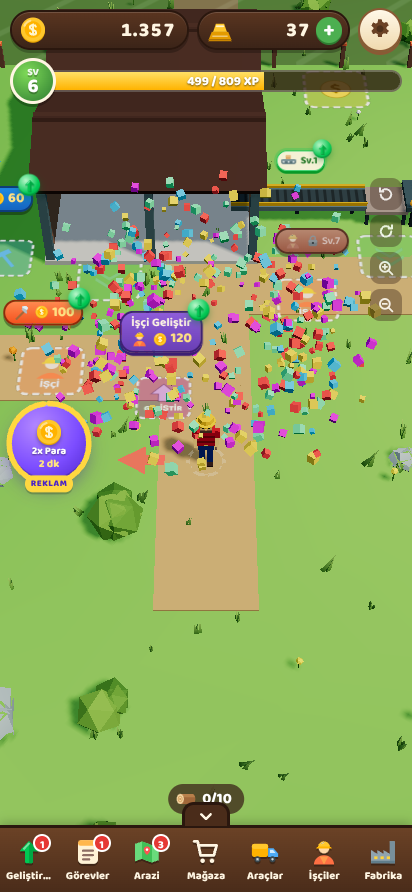 1.357
37
SV
6
499 / 809 XP
Sv.1
60
Sv.7
100
İşçi Geliştir
120
İŞÇİ
2x Para
2 dk
REKLAM
0/10
1
1
3
Geliştir...
Görevler
Arazi
Mağaza
Araçlar
İşçiler
Fabrika